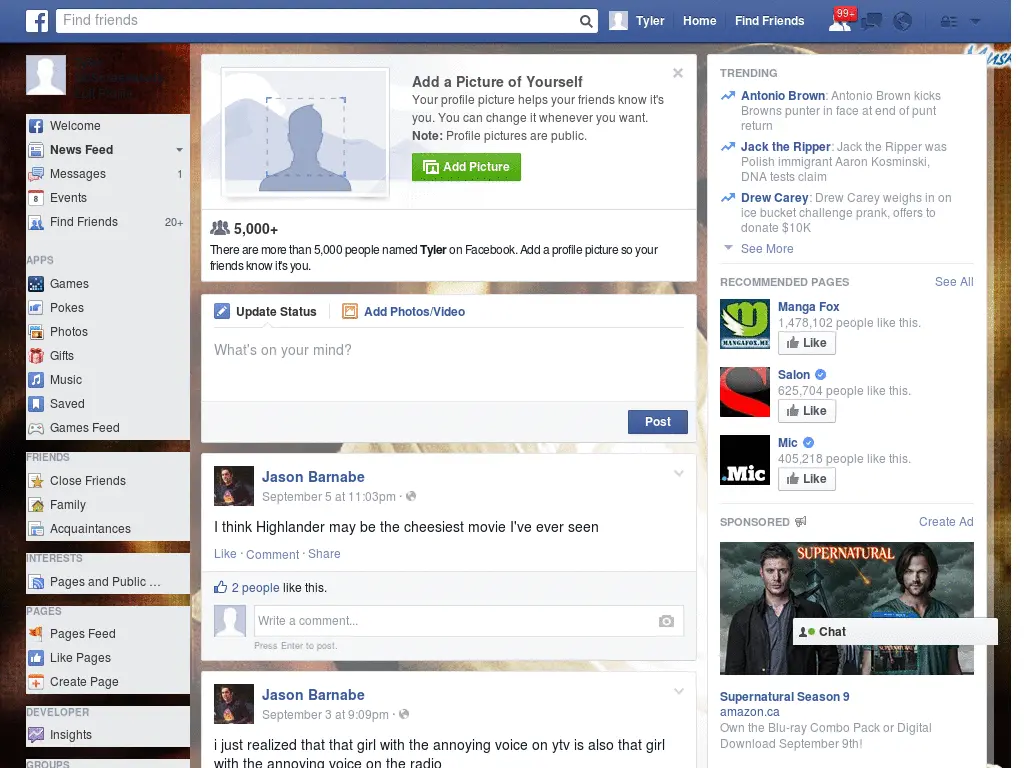 Find friends
Tyler
Home
Find Friends
99+
Welcome
News Feed
Messages 1
Events
Find Friends 20+
APPS
Games
Pokes
Photos
Gifts
Music
Saved
Games Feed
FRIENDS
Close Friends
Family
Acquaintances
INTERESTS
Pages and Public ...
PAGES
Pages Feed
Like Pages
Create Page
DEVELOPER
Insights
GROUPS
Add a Picture of Yourself
Your profile picture helps your friends know it's
you. You can change it whenever you want.
Note: Profile pictures are public.
Add Picture
5,000+
There are more than 5,000 people named Tyler on Facebook. Add a profile picture so your
friends know it's you.
Update Status
Add Photos/Video
What's on your mind?
Post
Jason Barnabe
September 5 at 11:03pm ·
I think Highlander may be the cheesiest movie I've ever seen
Like · Comment · Share
2 people like this.
Write a comment...
Press Enter to post.
Jason Barnabe
September 3 at 9:09pm ·
i just realized that that girl with the annoying voice on ytv is also that girl
with the annoying voice on the radio
TRENDING
Antonio Brown: Antonio Brown kicks
Browns punter in face at end of punt
return
Jack the Ripper: Jack the Ripper was
Polish immigrant Aaron Kosminski,
DNA tests claim
Drew Carey: Drew Carey weighs in on
ice bucket challenge prank, offers to
donate $10K
See More
RECOMMENDED PAGES See All
Manga Fox
1,478,102 people like this.
Like
MANGAFOX.ME
Salon
625,704 people like this.
Like
Mic
405,218 people like this.
Like
.Mic
SPONSORED Create Ad
SUPERNATURAL
Chat
Supernatural Season 9
amazon.ca
Own the Blu-ray Combo Pack or Digital
Download September 9th!